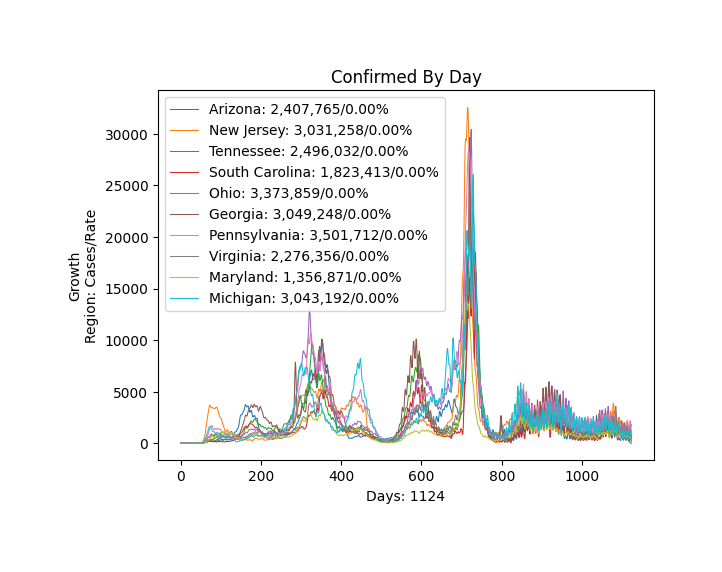 Confirmed By Day
Growth
Region: Cases/Rate
30000
25000
20000
15000
10000
5000
0
Arizona: 2,407,765/0.00%
New Jersey: 3,031,258/0.00%
Tennessee: 2,496,032/0.00%
South Carolina: 1,823,413/0.00%
Ohio: 3,373,859/0.00%
Georgia: 3,049,248/0.00%
Pennsylvania: 3,501,712/0.00%
Virginia: 2,276,356/0.00%
Maryland: 1,356,871/0.00%
Michigan: 3,043,192/0.00%
0 200 400 600 800 1000
Days: 1124